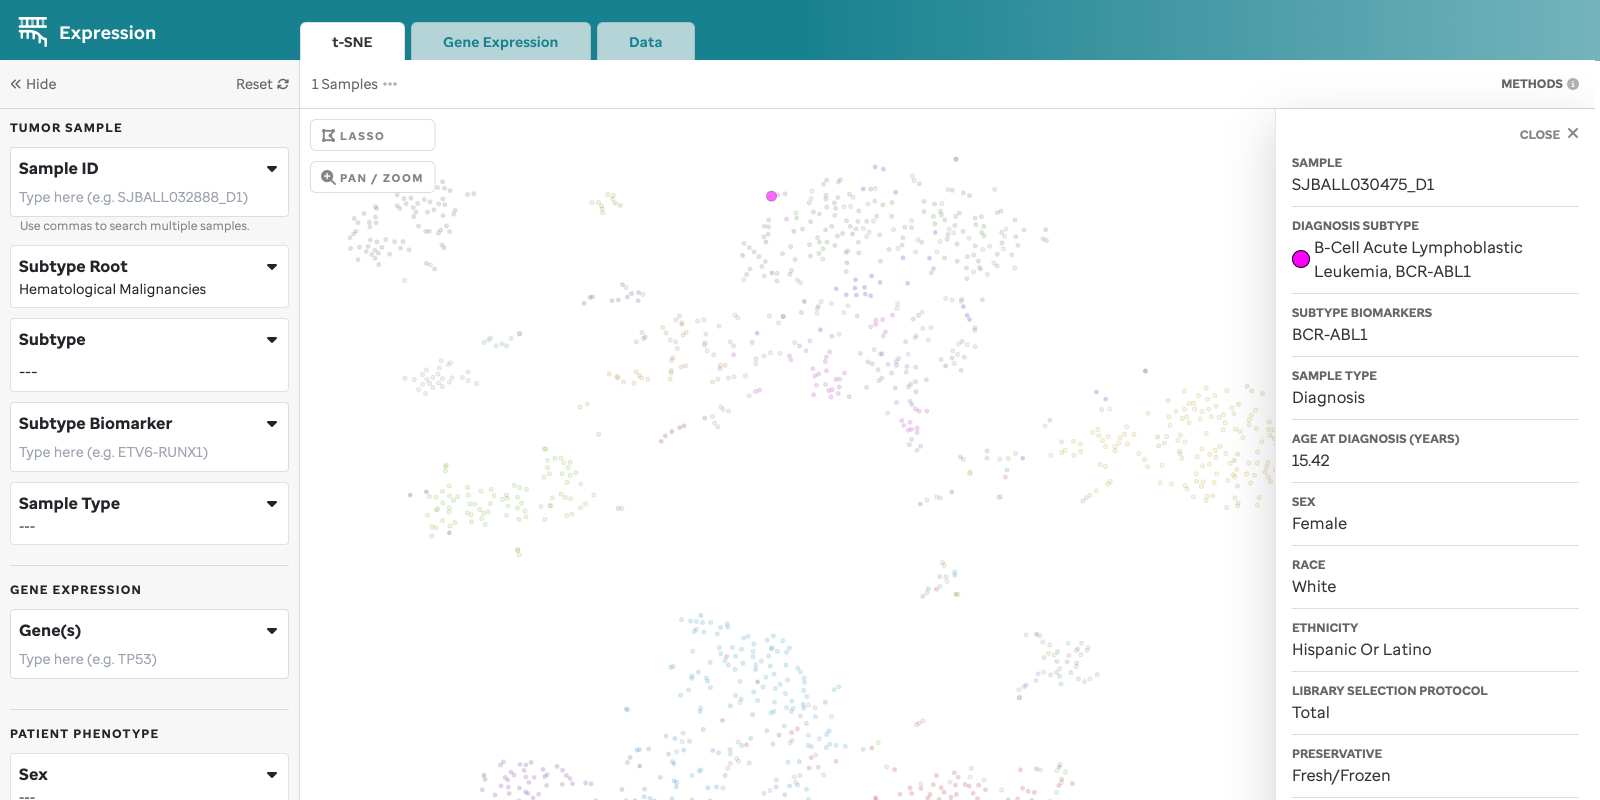 Expression
t-SNE
Gene Expression
Data
Hide
Reset
1 Samples
METHODS
TUMOR SAMPLE
Sample ID
Type here (e.g. SJBALL032888_D1)
Use commas to search multiple samples.
Subtype Root
Hematological Malignancies
Subtype
---
Subtype Biomarker
Type here (e.g. ETV6-RUNX1)
Sample Type
---
GENE EXPRESSION
Gene(s)
Type here (e.g. TP53)
PATIENT PHENOTYPE
Sex
---
LASSO
PAN / ZOOM
CLOSE
SAMPLE
SJBALL030475_D1
DIAGNOSIS SUBTYPE
B-Cell Acute Lymphoblastic
Leukemia, BCR-ABL1
SUBTYPE BIOMARKERS
BCR-ABL1
SAMPLE TYPE
Diagnosis
AGE AT DIAGNOSIS (YEARS)
15.42
SEX
Female
RACE
White
ETHNICITY
Hispanic Or Latino
LIBRARY SELECTION PROTOCOL
Total
PRESERVATIVE
Fresh/Frozen